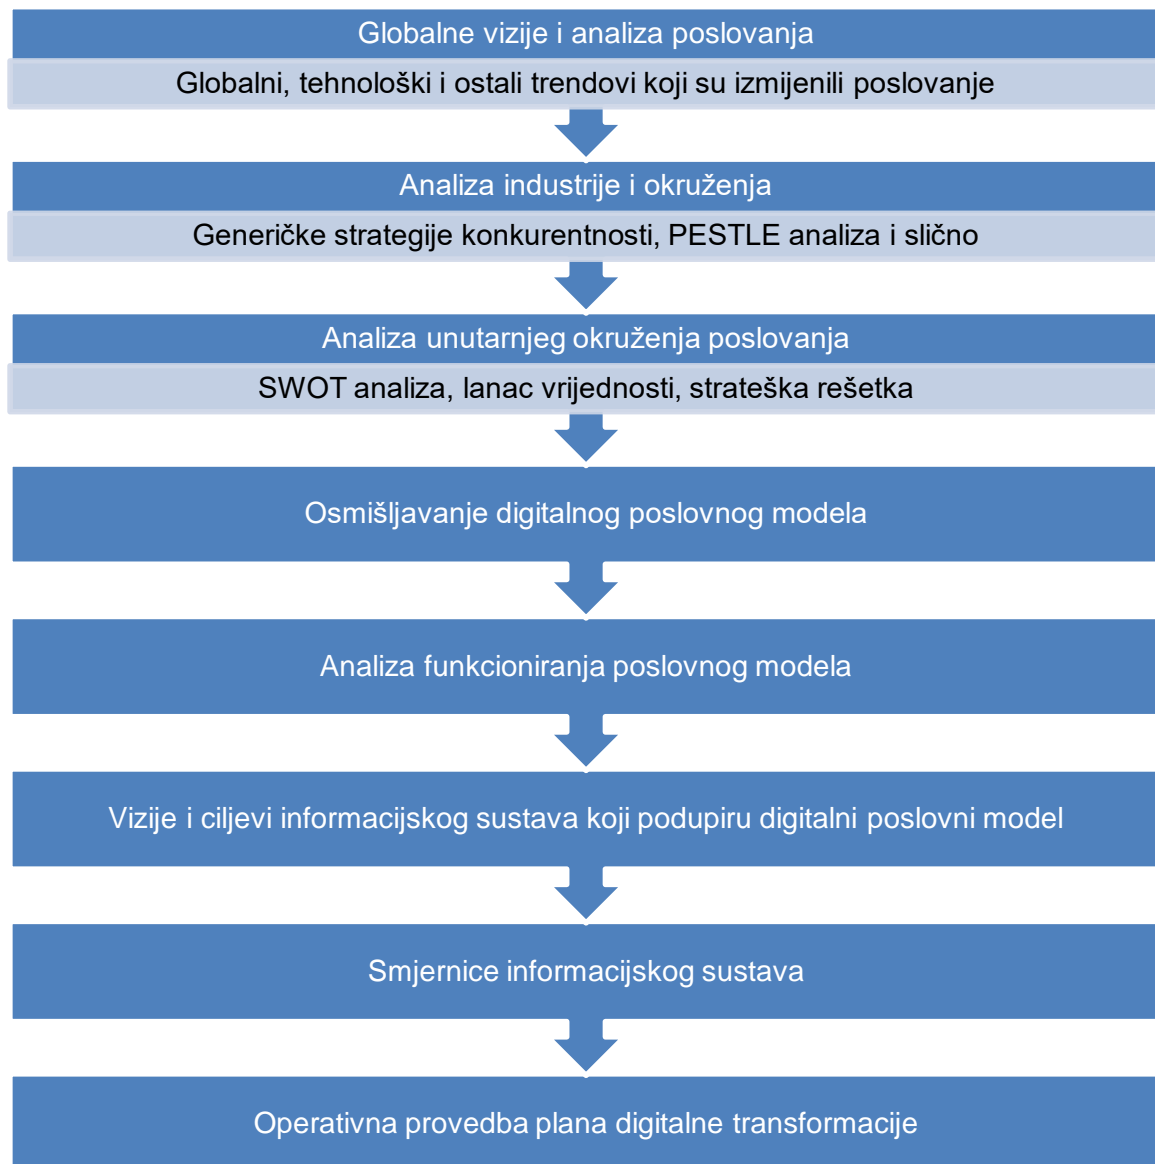 Globalne vizije i analiza poslovanja
Globalni, tehnološki i ostali trendovi koji su izmijenili poslovanje
Analiza industrije i okruženja
Generičke strategije konkurentnosti, PESTLE analiza i slično
Analiza unutarnjeg okruženja poslovanja
SWOT analiza, lanac vrijednosti, strateška rešetka
Osmišljavanje digitalnog poslovnog modela
Analiza funkcioniranja poslovnog modela
Vizije i ciljevi informacijskog sustava koji podupiru digitalni poslovni model
Smjernice informacijskog sustava
Operativna provedba plana digitalne transformacije